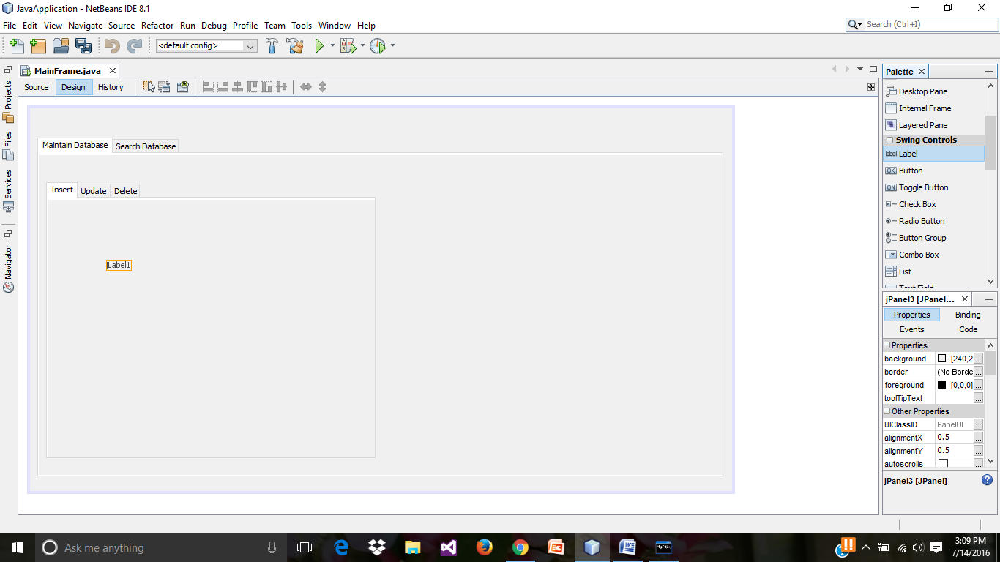 JavaApplication - NetBeans IDE 8.1
File Edit View Navigate Source Refactor Run Debug Profile Team Tools Window Help
Search (Ctrl+I)
<default config>
Projects
Files
Services
Navigator
MainFrame.java
Source Design History
Maintain Database Search Database
Insert Update Delete
jLabel1
Palette
Desktop Pane
Internal Frame
Layered Pane
Swing Controls
label Label
OK Button
ON Toggle Button
Check Box
Radio Button
Button Group
Combo Box
List
Text Field
jPanel3 [JPanel...
Properties Binding
Events Code
Properties
background [240,2 ...
border (No Borde ...
foreground [0,0,0] ...
toolTipText ...
Other Properties
UIClassID PanelUI ...
alignmentX 0.5 ...
alignmentY 0.5 ...
autoscrolls ...
jPanel3 [JPanel]
Ask me anything
MySQL
3:09 PM
7/14/2016